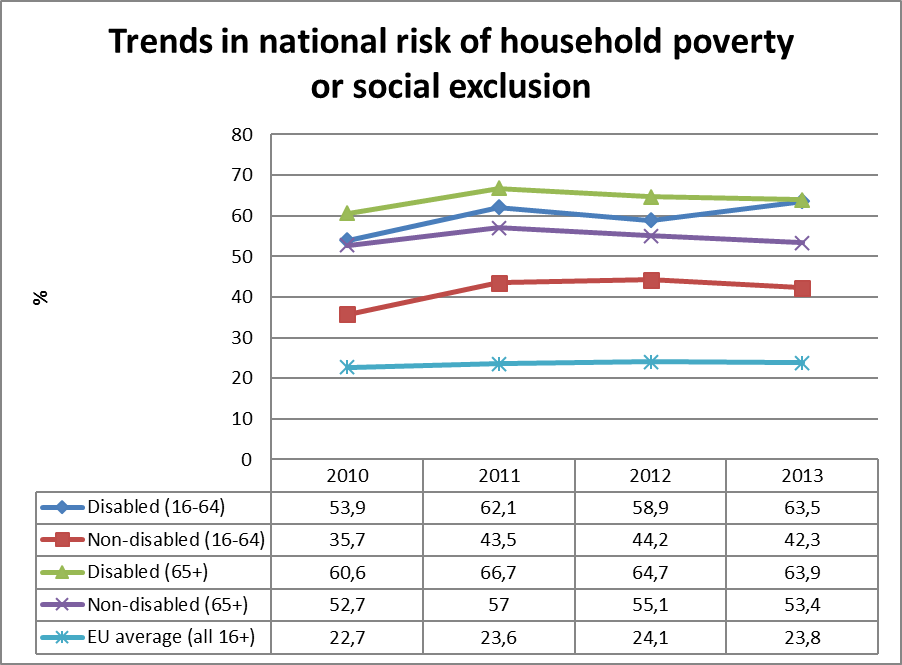 Trends in national risk of household poverty
or social exclusion
80
70
60
50
40
30
20
10
0
%
2010 2011 2012 2013
Disabled (16-64) 53,9 62,1 58,9 63,5
Non-disabled (16-64) 35,7 43,5 44,2 42,3
Disabled (65+) 60,6 66,7 64,7 63,9
Non-disabled (65+) 52,7 57 55,1 53,4
EU average (all 16+) 22,7 23,6 24,1 23,8